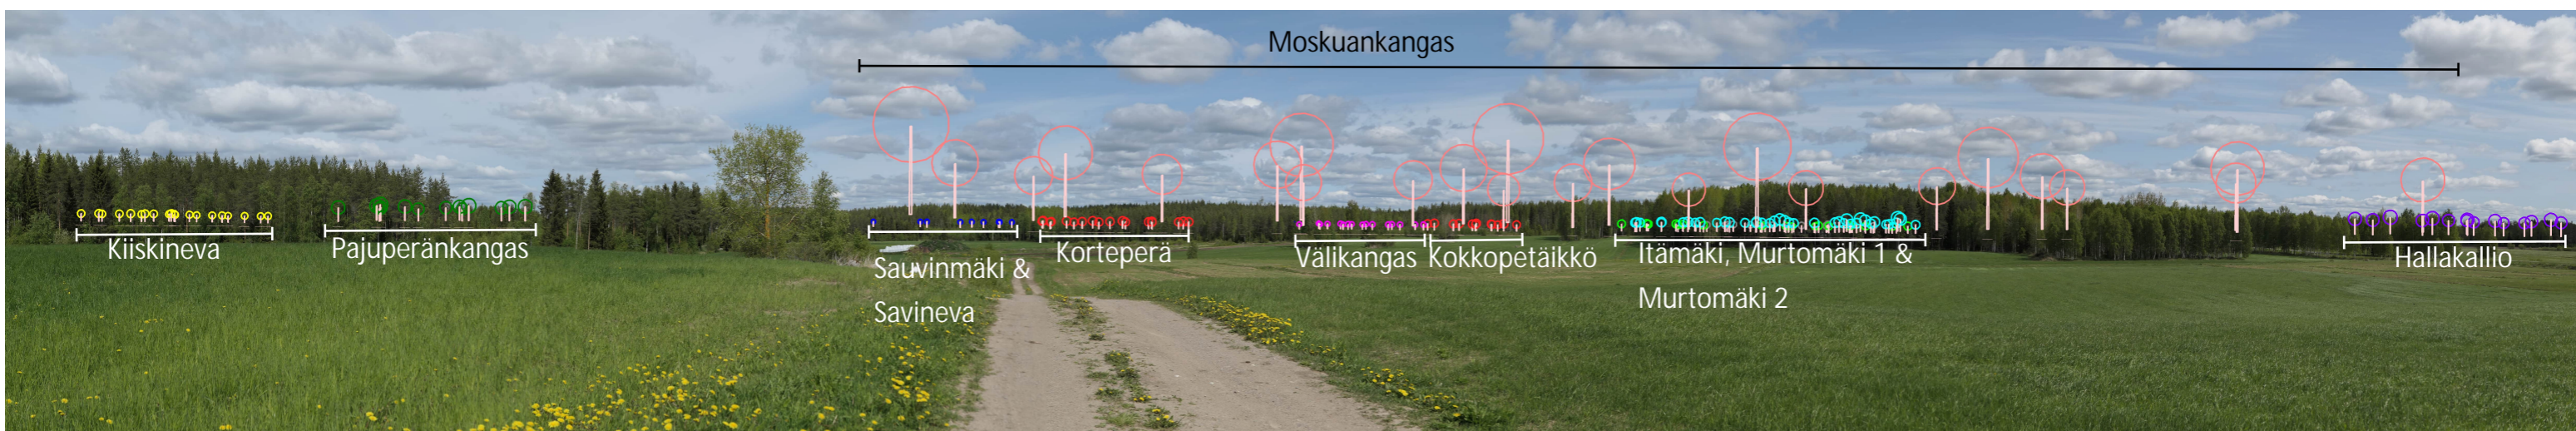 Moskuankangas
Kiiskineva
Pajuperänkangas
Sauvinmäki &
Savineva
Korteperä
Välikangas
Kokkopetäikkö
Itämäki, Murtomäki 1 &
Murtomäki 2
Hallakallio